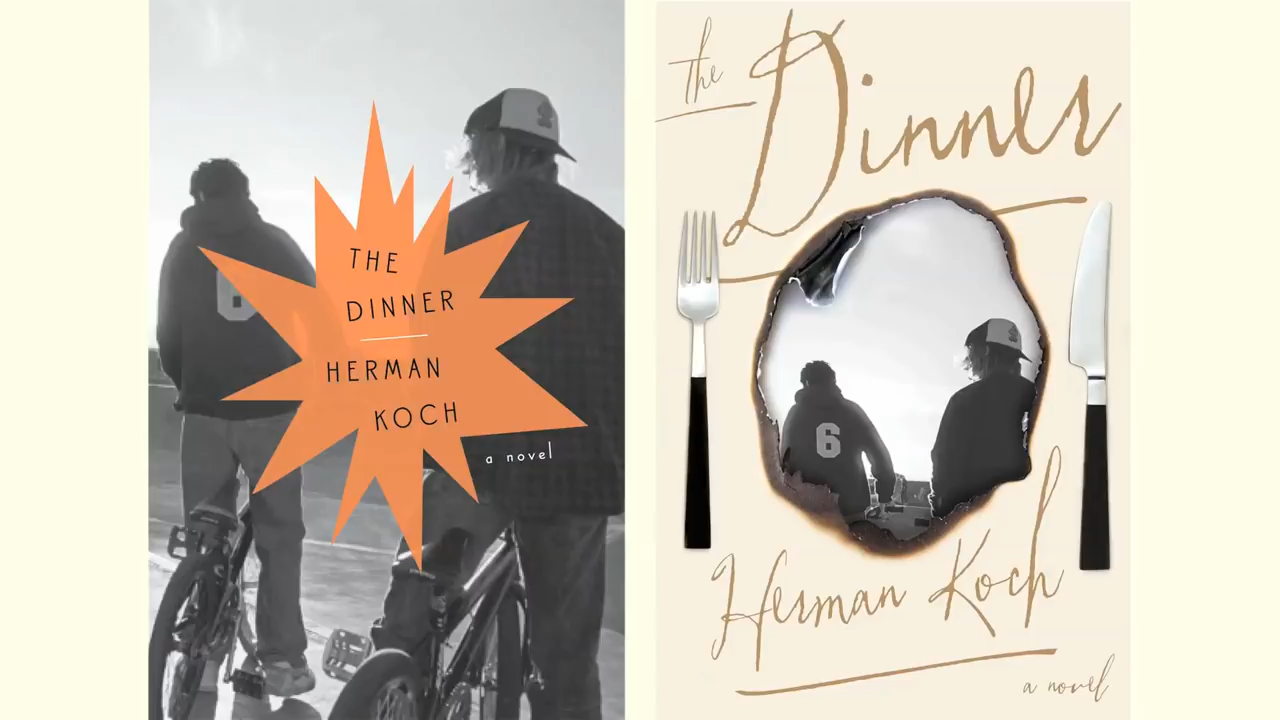 THE
DINNER
HERMAN
KOCH
a novel
6
The
Dinner
6
Herman Koch
a novel